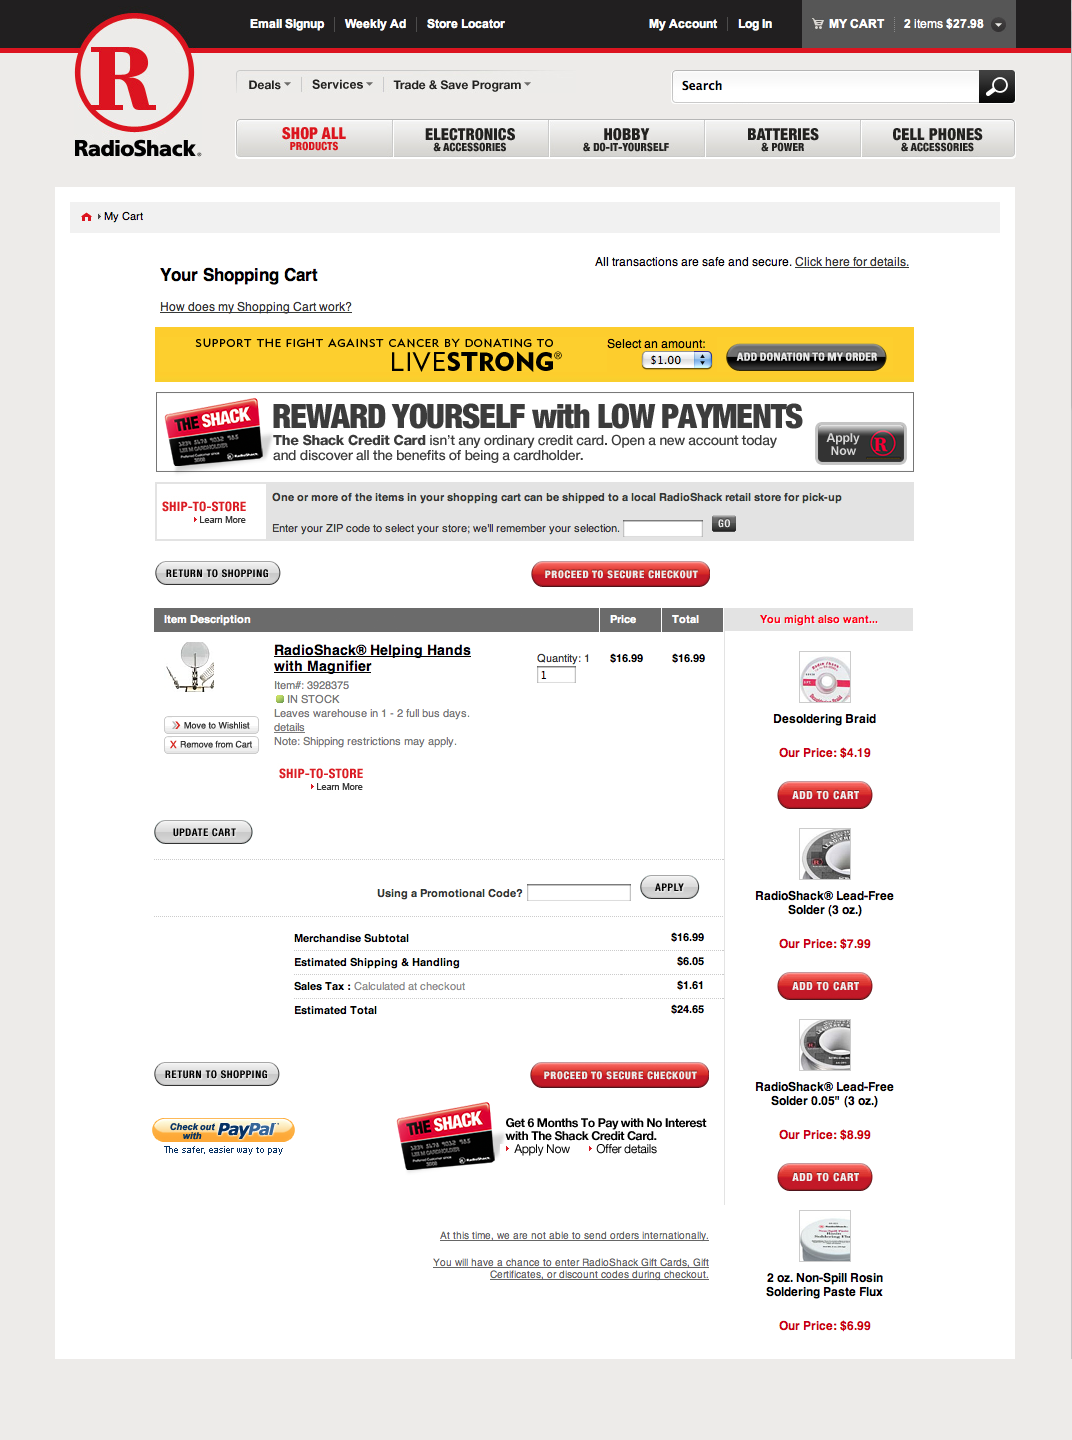 Email Signup
Weekly Ad
Store Locator
My Account
Log In
MY CART
2 items $27.98
R
RadioShack.
Deals
Services
Trade & Save Program
Search
SHOP ALL
PRODUCTS
ELECTRONICS
& ACCESSORIES
HOBBY
& DO-IT-YOURSELF
BATTERIES
& POWER
CELL PHONES
& ACCESSORIES
My Cart
Your Shopping Cart
All transactions are safe and secure. Click here for details.
How does my Shopping Cart work?
SUPPORT THE FIGHT AGAINST CANCER BY DONATING TO
LIVESTRONG®
Select an amount:
$1.00
ADD DONATION TO MY ORDER
THE SHACK
REWARD YOURSELF with LOW PAYMENTS
The Shack Credit Card isn't any ordinary credit card. Open a new account today
and discover all the benefits of being a cardholder.
Apply
Now
R
SHIP-TO-STORE
Learn More
One or more of the items in your shopping cart can be shipped to a local RadioShack retail store for pick-up
Enter your ZIP code to select your store; we'll remember your selection.
GO
RETURN TO SHOPPING
PROCEED TO SECURE CHECKOUT
Item Description
Price
Total
You might also want...
RadioShack® Helping Hands
with Magnifier
Item#: 3928375
IN STOCK
Leaves warehouse in 1 - 2 full bus days.
details
Note: Shipping restrictions may apply.
Quantity: 1
1
$16.99
$16.99
Move to Wishlist
Remove from Cart
SHIP-TO-STORE
Learn More
UPDATE CART
Using a Promotional Code?
APPLY
Merchandise Subtotal
$16.99
Estimated Shipping & Handling
$6.05
Sales Tax : Calculated at checkout
$1.61
Estimated Total
$24.65
RETURN TO SHOPPING
PROCEED TO SECURE CHECKOUT
Check out
with PayPal
The safer, easier way to pay
THE SHACK
Get 6 Months To Pay with No Interest
with The Shack Credit Card.
Apply Now
Offer details
At this time, we are not able to send orders internationally.
You will have a chance to enter RadioShack Gift Cards, Gift
Certificates, or discount codes during checkout.
Desoldering Braid
Our Price: $4.19
ADD TO CART
RadioShack® Lead-Free
Solder (3 oz.)
Our Price: $7.99
ADD TO CART
RadioShack® Lead-Free
Solder 0.05" (3 oz.)
Our Price: $8.99
ADD TO CART
2 oz. Non-Spill Rosin
Soldering Paste Flux
Our Price: $6.99